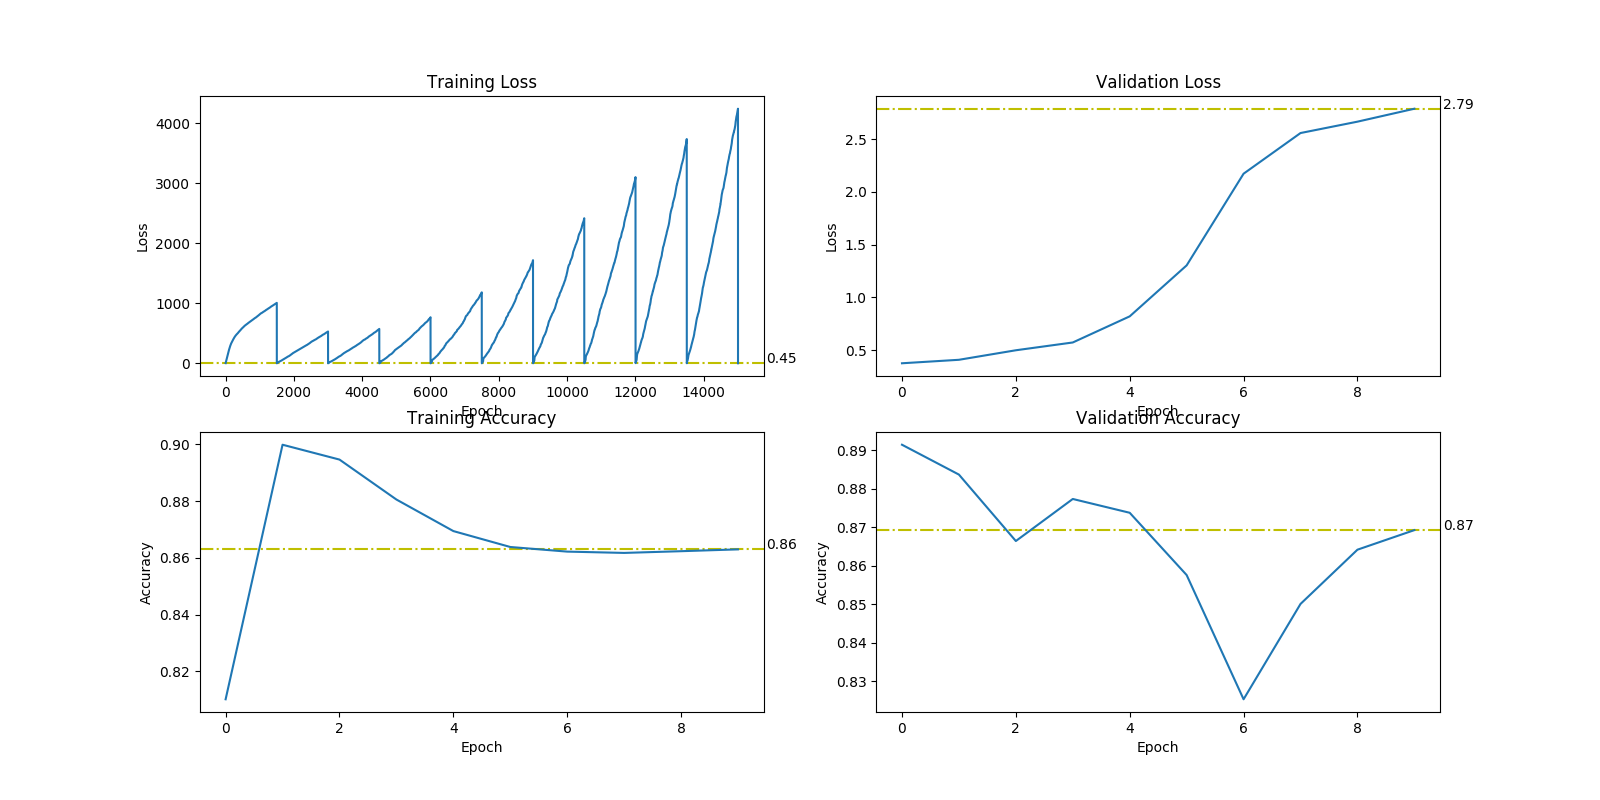 Training Loss
4000
3000
2000
1000
0
Loss
0.45
0 2000 4000 6000 8000 10000 12000 14000
Epoch
Validation Loss
2.79
2.5
2.0
1.5
1.0
0.5
Loss
0 2 4 6 8
Epoch
Training Accuracy
0.90
0.88
0.86
0.84
0.82
Accuracy
0.86
0 2 4 6 8
Epoch
Validation Accuracy
0.89
0.88
0.87
0.86
0.85
0.84
0.83
Accuracy
0.87
0 2 4 6 8
Epoch